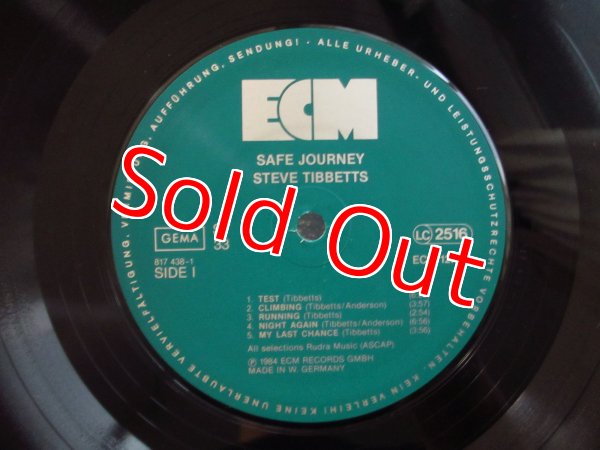 ECM
SAFE JOURNEY
STEVE TIBBETTS
Sold Out
GEMA
33
LC 2516
817 438-1
SIDE I
1. TEST (Tibbetts)
2. CLIMBING (Tibbetts/Anderson) (3:57)
3. RUNNING (Tibbetts) (2:54)
4. NIGHT AGAIN (Tibbetts/Anderson) (6:56)
5. MY LAST CHANCE (Tibbetts) (3:56)
All selections Rudra Music (ASCAP)
Ⓟ 1984 ECM RECORDS GMBH
MADE IN W. GERMANY
AUFFÜHRUNG, SENDUNG! - ALLE URHEBER- UND LEISTUNGSSCHUTZRECHTE VORBEHALTEN. KEIN VERLEIH! KEINE UNERLAUBTE VERVIELFÄLTIGUNG,